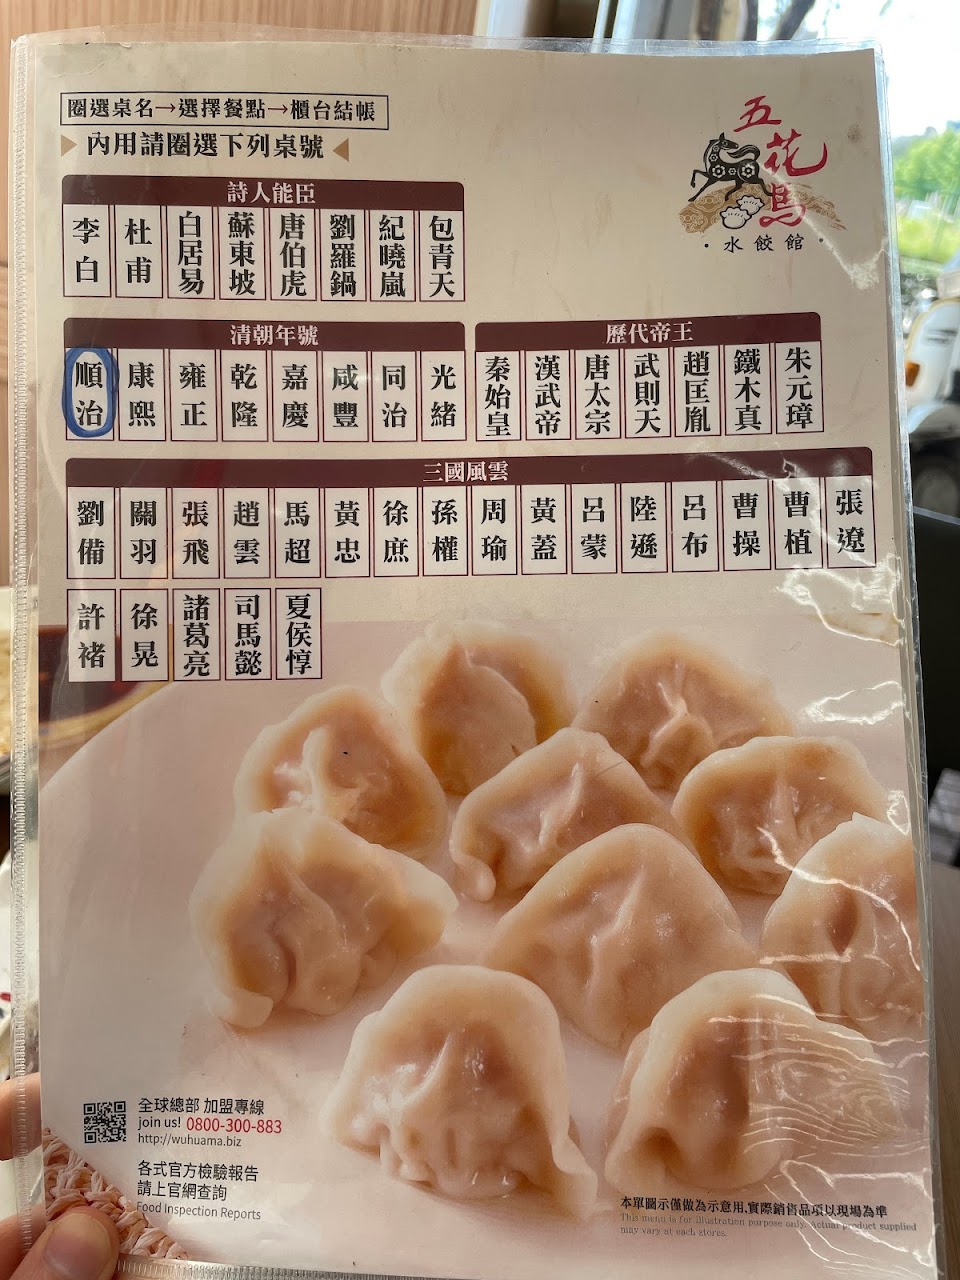 圈選桌名→選擇餐點→櫃台結帳
內用請圈選下列桌號
五花馬
·水餃館·
詩人能臣
李白 杜甫 白居易 蘇東坡 唐伯虎 劉羅鍋 紀曉嵐 包青天
清朝年號
順治 康熙 雍正 乾隆 嘉慶 咸豐 同治 光緒
歷代帝王
秦始皇 漢武帝 唐太宗 武則天 趙匡胤 鐵木真 朱元璋
三國風雲
劉備 關羽 張飛 趙雲 馬超 黃忠 徐庶 孫權 周瑜 黃蓋 呂蒙 陸遜 呂布 曹操 曹植 張遼
許褚 徐晃 諸葛亮 司馬懿 夏侯惇
全球總部 加盟專線
join us! 0800-300-883
http://wuhuama.biz
各式官方檢驗報告
請上官網查詢
Food Inspection Reports
本單圖示僅做為示意用,實際銷售品項以現場為準
This menu is for illustration purpose only. Actual product supplied
may vary at each stores.